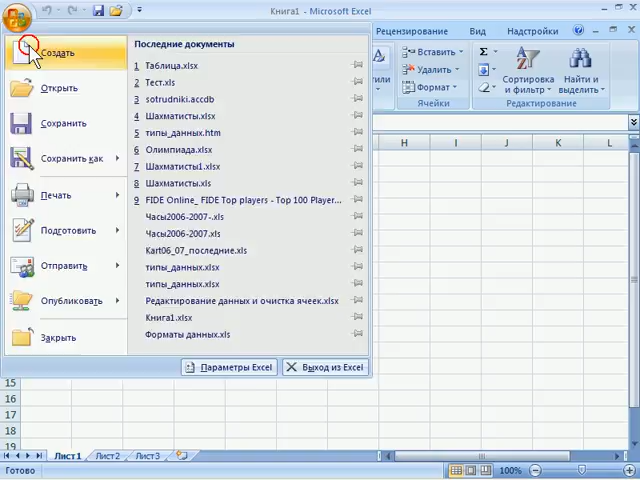 Книга1 - Microsoft Excel
Рецензирование Вид Надстройки
Создать
Открыть
Сохранить
Сохранить как
Печать
Подготовить
Отправить
Опубликовать
Закрыть
Последние документы
1 Таблица.xlsx
2 Тест.xls
3 sotrudniki.accdb
4 Шахматисты.xlsx
5 типы_данных.htm
6 Олимпиада.xlsx
7 Шахматисты1.xlsx
8 Шахматисты.xls
9 FIDE Online_ FIDE Top players - Top 100 Player...
Часы2006-2007-.xls
Часы2006-2007.xls
Kart06_07_последние.xls
типы_данных.xlsx
типы_данных.xlsx
Редактирование данных и очистка ячеек.xlsx
Книга1.xlsx
Форматы данных.xls
Параметры Excel Выход из Excel
Вставить
Удалить
Формат
Ячейки
Σ
Сортировка и фильтр
Найти и выделить
Редактирование
H I J K L
15
16
17
18
19
Лист1 Лист2 Лист3
Готово 100%